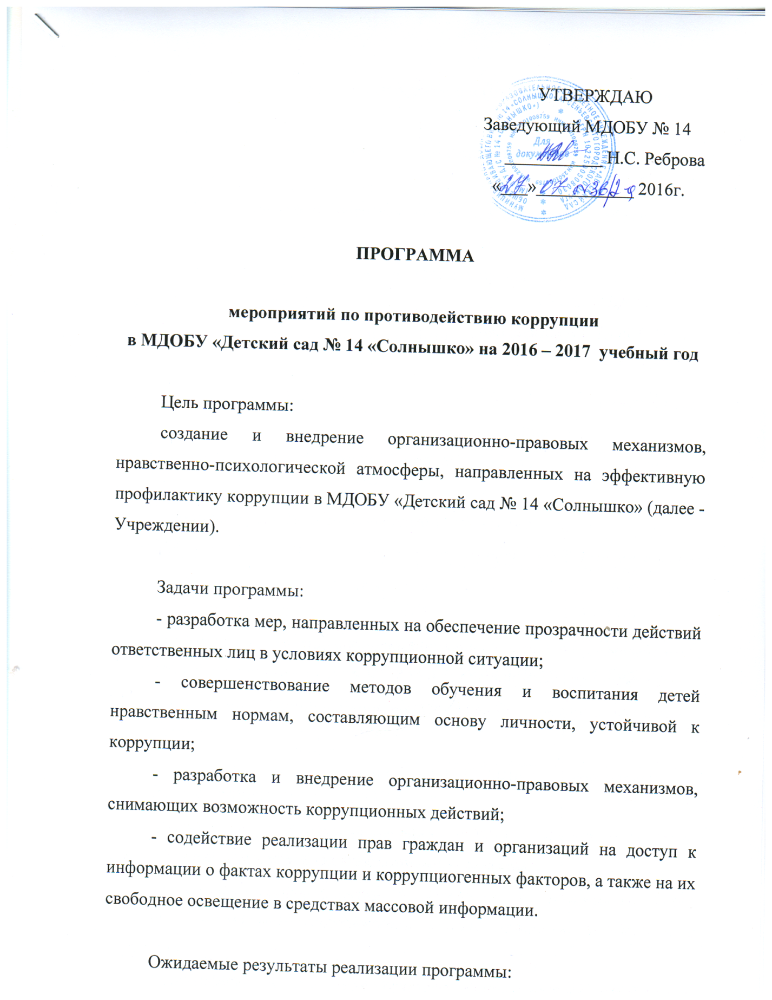 УТВЕРЖДАЮ
Заведующий МДОБУ № 14
Н.С. Реброва
«27» 07 №36/2-д 2016г.
Для
документов
ПРОГРАММА
мероприятий по противодействию коррупции
в МДОБУ «Детский сад № 14 «Солнышко» на 2016 – 2017 учебный год
Цель программы:
создание и внедрение организационно-правовых механизмов,
нравственно-психологической атмосферы, направленных на эффективную
профилактику коррупции в МДОБУ «Детский сад № 14 «Солнышко» (далее -
Учреждении).
Задачи программы:
- разработка мер, направленных на обеспечение прозрачности действий
ответственных лиц в условиях коррупционной ситуации;
- совершенствование методов обучения и воспитания детей
нравственным нормам, составляющим основу личности, устойчивой к
коррупции;
- разработка и внедрение организационно-правовых механизмов,
снимающих возможность коррупционных действий;
- содействие реализации прав граждан и организаций на доступ к
информации о фактах коррупции и коррупциогенных факторов, а также на их
свободное освещение в средствах массовой информации.
Ожидаемые результаты реализации программы: